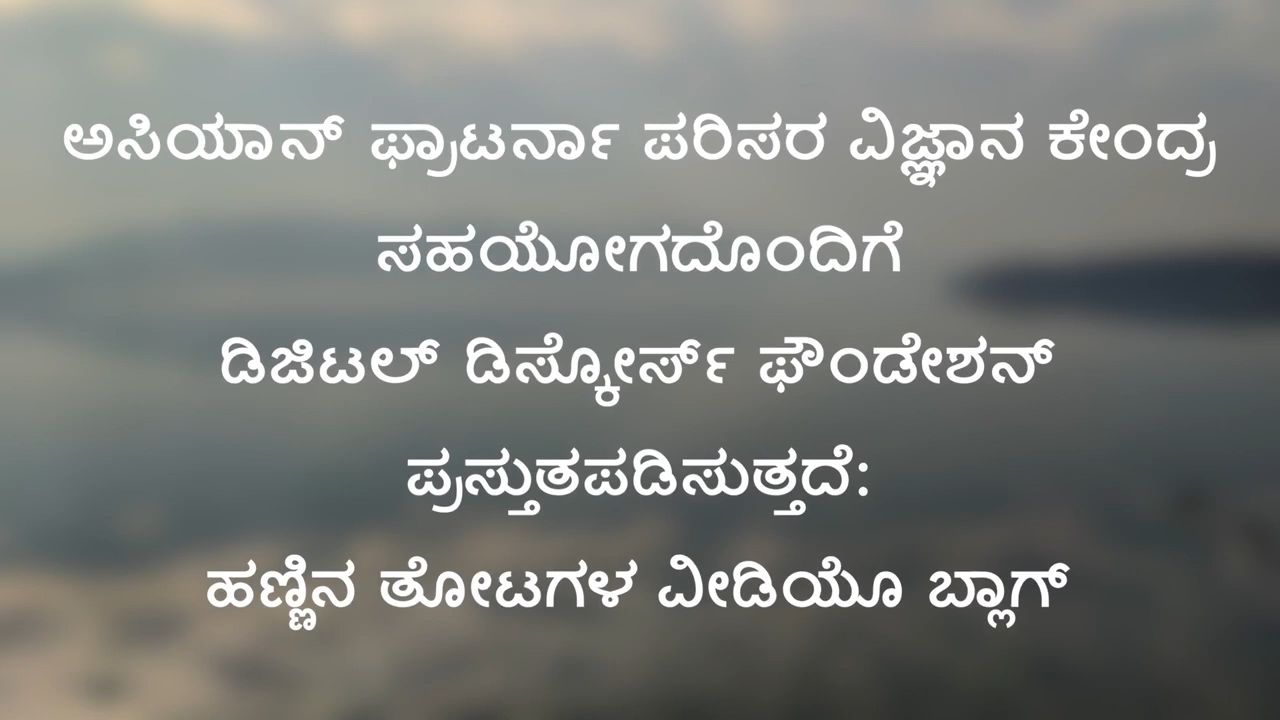 ಅಸಿಯಾನ್ ಫ್ರಾಟರ್ನಾ ಪರಿಸರ ವಿಜ್ಞಾನ ಕೇಂದ್ರ
ಸಹಯೋಗದೊಂದಿಗೆ
ಡಿಜಿಟಲ್ ಡಿಸ್ಕೋರ್ಸ್ ಫೌಂಡೇಶನ್
ಪ್ರಸ್ತುತಪಡಿಸುತ್ತದೆ:
ಹಣ್ಣಿನ ತೋಟಗಳ ವೀಡಿಯೊ ಬ್ಲಾಗ್